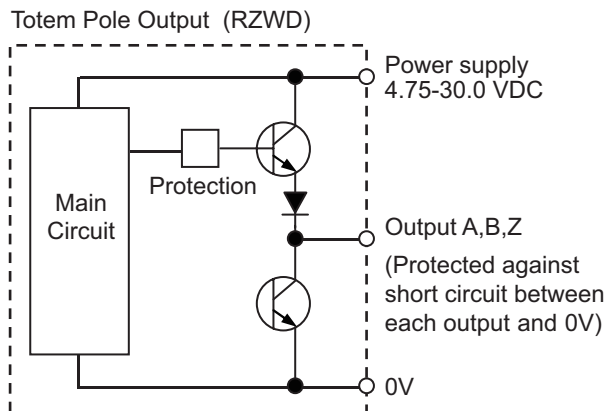 Totem Pole Output (RZWD)
Power supply
4.75-30.0 VDC
Main
Circuit
Protection
Output A,B,Z
(Protected against
short circuit between
each output and 0V)
0V